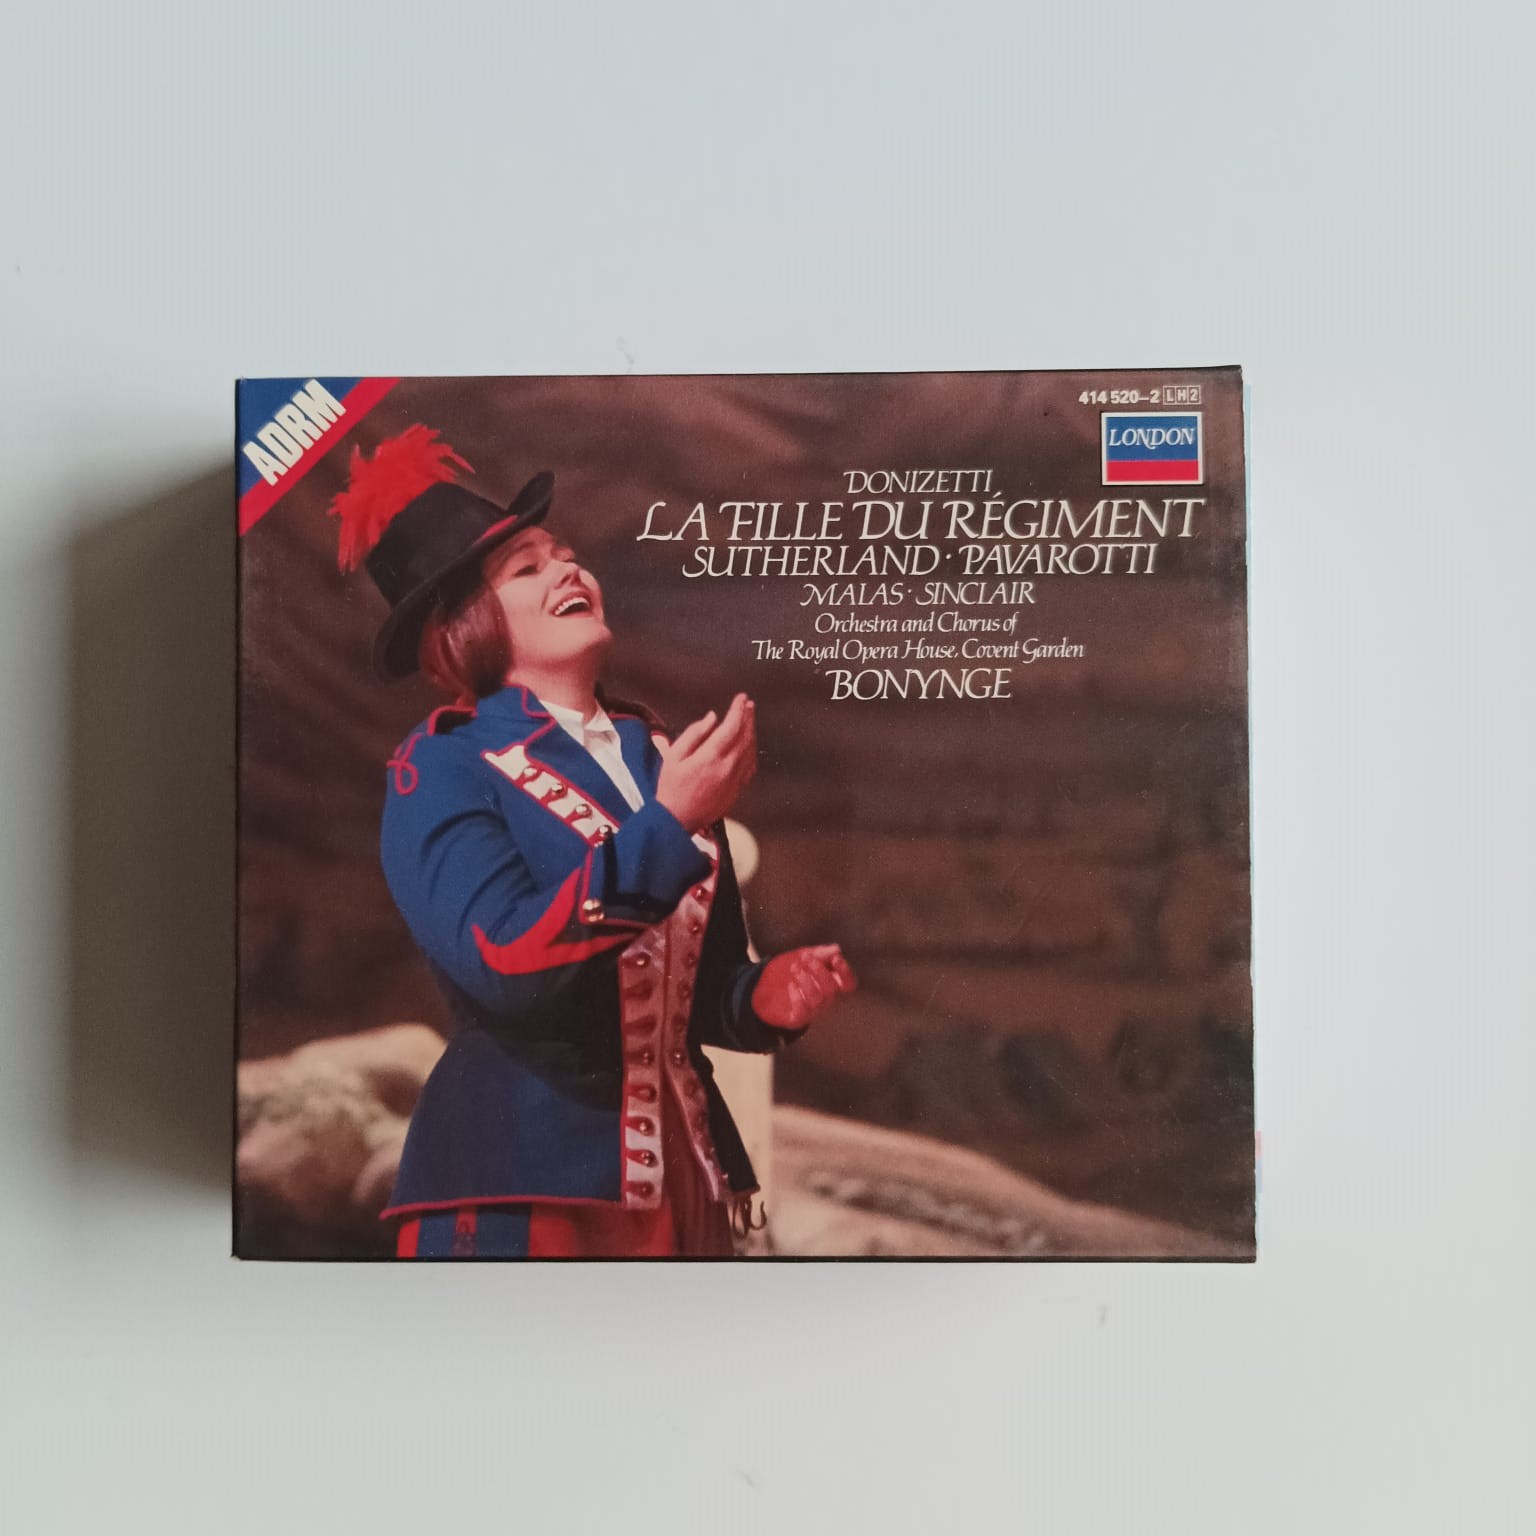 ADRM
414 520-2 LH2
LONDON
DONIZETTI
LA FILLE DU RÉGIMENT
SUTHERLAND · PAVAROTTI
MALAS · SINCLAIR
Orchestra and Chorus of
The Royal Opera House, Covent Garden
BONYNGE